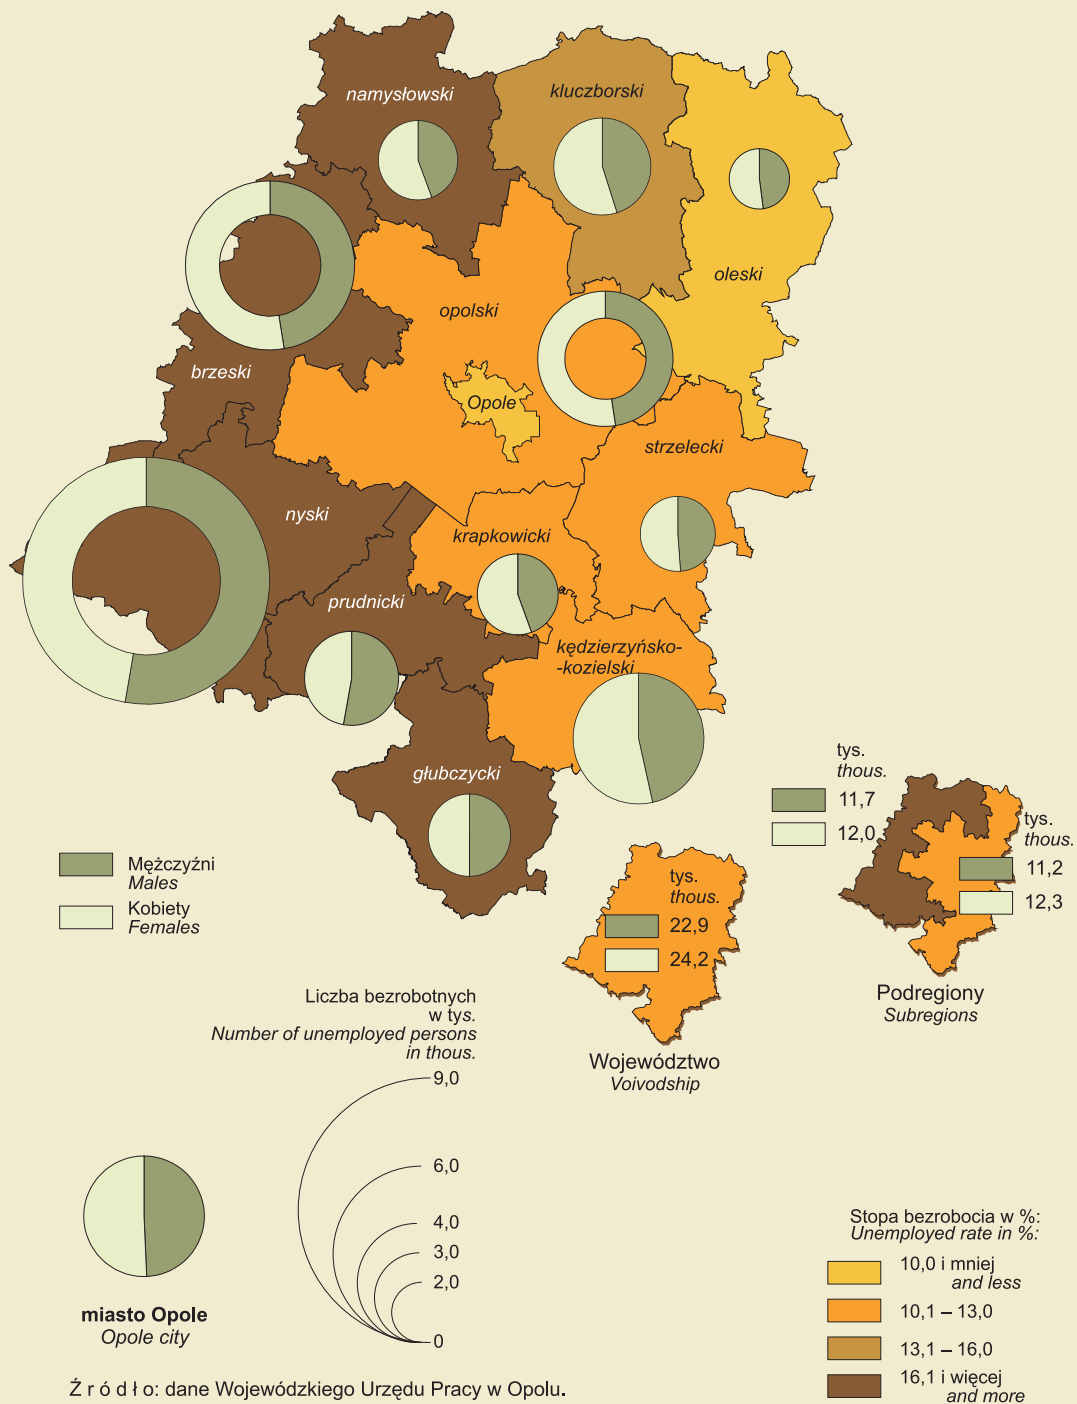 namysłowski
kluczborski
oleski
opolski
brzeski
Opole
strzelecki
nyski
krapkowicki
prudnicki
kędzierzyńsko-
-kozielski
głubczycki
Mężczyźni
Males
Kobiety
Females
tys.
thous.
11,7
12,0
tys.
thous.
11,2
12,3
Podregiony
Subregions
tys.
thous.
22,9
24,2
Województwo
Voivodship
Liczba bezrobotnych
w tys.
Number of unemployed persons
in thous.
9,0
6,0
4,0
3,0
2,0
0
miasto Opole
Opole city
Stopa bezrobocia w %:
Unemployed rate in %:
10,0 i mniej
and less
10,1 – 13,0
13,1 – 16,0
16,1 i więcej
and more
Ź r ó d ł o: dane Wojewódzkiego Urzędu Pracy w Opolu.